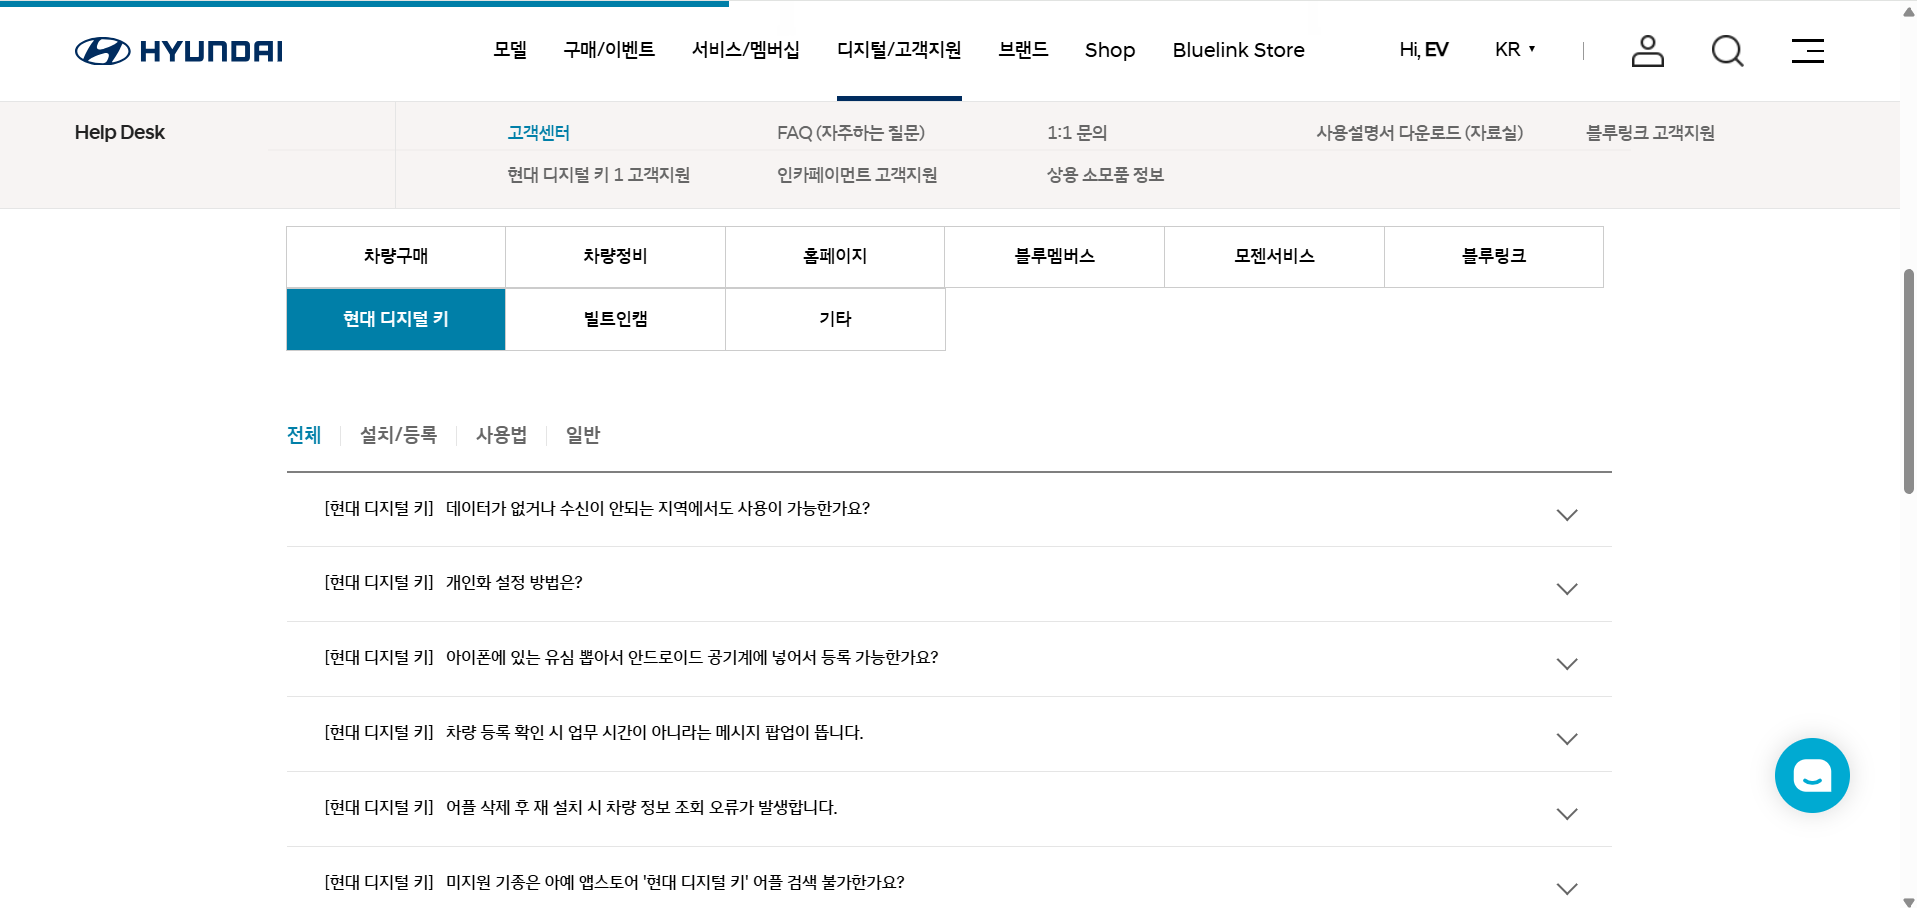 HYUNDAI 모델 구매/이벤트 서비스/멤버십 디지털/고객지원 브랜드 Shop Bluelink Store Hi, EV KR ▼
Help Desk 고객센터 FAQ (자주하는 질문) 1:1 문의 사용설명서 다운로드 (자료실) 블루링크 고객지원
현대 디지털 키 1 고객지원 인카페이먼트 고객지원 상용 소모품 정보
차량구매 차량정비 홈페이지 블루멤버스 모젠서비스 블루링크
현대 디지털 키 빌트인캠 기타
전체 설치/등록 사용법 일반
[현대 디지털 키] 데이터가 없거나 수신이 안되는 지역에서도 사용이 가능한가요?
[현대 디지털 키] 개인화 설정 방법은?
[현대 디지털 키] 아이폰에 있는 유심 뽑아서 안드로이드 공기계에 넣어서 등록 가능한가요?
[현대 디지털 키] 차량 등록 확인 시 업무 시간이 아니라는 메시지 팝업이 뜹니다.
[현대 디지털 키] 어플 삭제 후 재 설치 시 차량 정보 조회 오류가 발생합니다.
[현대 디지털 키] 미지원 기종은 아예 앱스토어 '현대 디지털 키' 어플 검색 불가한가요?